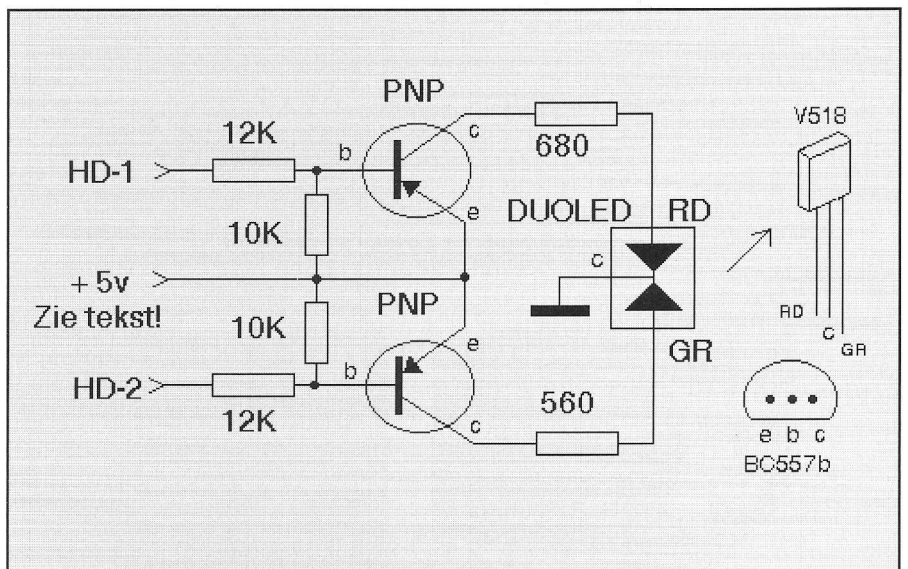 PNP
12K
b
c
HD-1
e
10K
680
V518
DUOLED
RD
c
+ 5v
Zie tekst!
PNP
10K
e
b
GR
HD-2
12K
c
560
RD
C
GR
e b c
BC557b